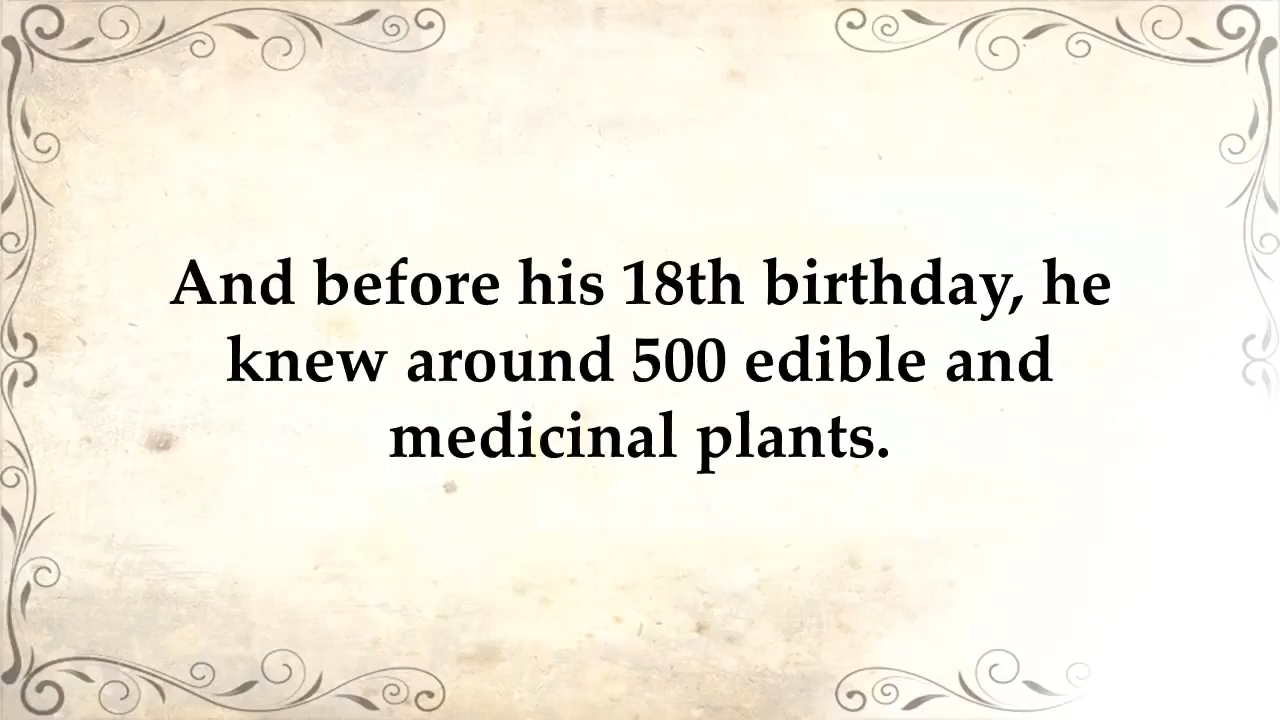 And before his 18th birthday, he
knew around 500 edible and
medicinal plants.